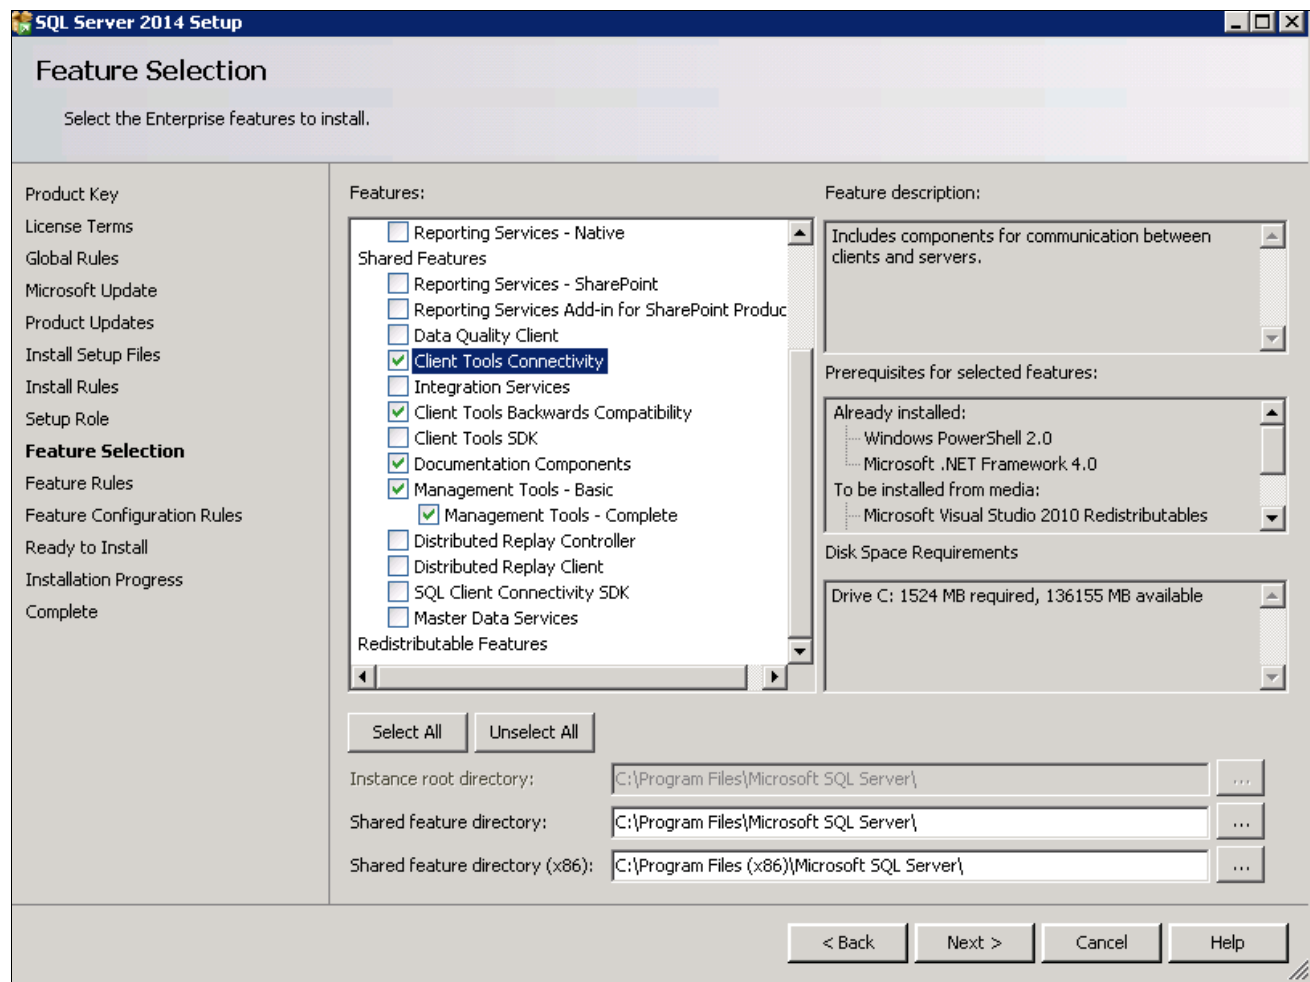 SQL Server 2014 Setup
Feature Selection
Select the Enterprise features to install.
Product Key
License Terms
Global Rules
Microsoft Update
Product Updates
Install Setup Files
Install Rules
Setup Role
Feature Selection
Feature Rules
Feature Configuration Rules
Ready to Install
Installation Progress
Complete
Features:
Reporting Services - Native
Shared Features
Reporting Services - SharePoint
Reporting Services Add-in for SharePoint Produc
Data Quality Client
Client Tools Connectivity
Integration Services
Client Tools Backwards Compatibility
Client Tools SDK
Documentation Components
Management Tools - Basic
Management Tools - Complete
Distributed Replay Controller
Distributed Replay Client
SQL Client Connectivity SDK
Master Data Services
Redistributable Features
Feature description:
Includes components for communication between
clients and servers.
Prerequisites for selected features:
Already installed:
Windows PowerShell 2.0
Microsoft .NET Framework 4.0
To be installed from media:
Microsoft Visual Studio 2010 Redistributables
Disk Space Requirements
Drive C: 1524 MB required, 136155 MB available
Select All
Unselect All
Instance root directory:
C:\Program Files\Microsoft SQL Server\
...
Shared feature directory:
C:\Program Files\Microsoft SQL Server\
...
Shared feature directory (x86):
C:\Program Files (x86)\Microsoft SQL Server\
...
< Back
Next >
Cancel
Help